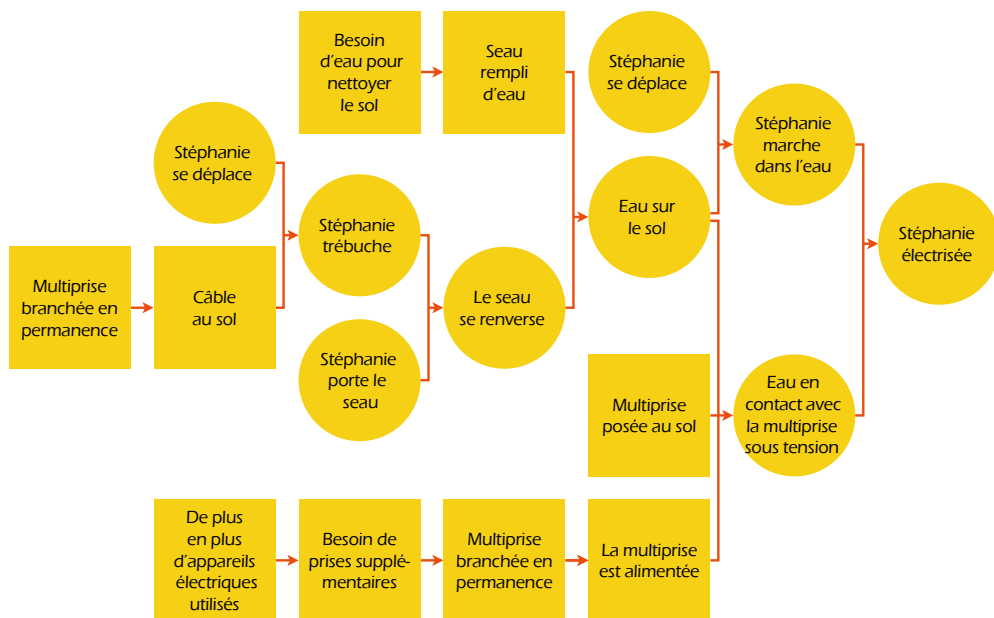 Besoin
d'eau pour
nettoyer
le sol
Seau
rempli
d'eau
Stéphanie
se déplace
Stéphanie
marche
dans l'eau
Stéphanie
se déplace
Stéphanie
trébuche
Eau sur
le sol
Stéphanie
électrisée
Multiprise
branchée en
permanence
Câble
au sol
Le seau
se renverse
Stéphanie
porte le
seau
Multiprise
posée au sol
Eau en
contact avec
la multiprise
sous tension
De plus
en plus
d'appareils
électriques
utilisés
Besoin de
prises supplé-
mentaires
Multiprise
branchée en
permanence
La multiprise
est alimentée